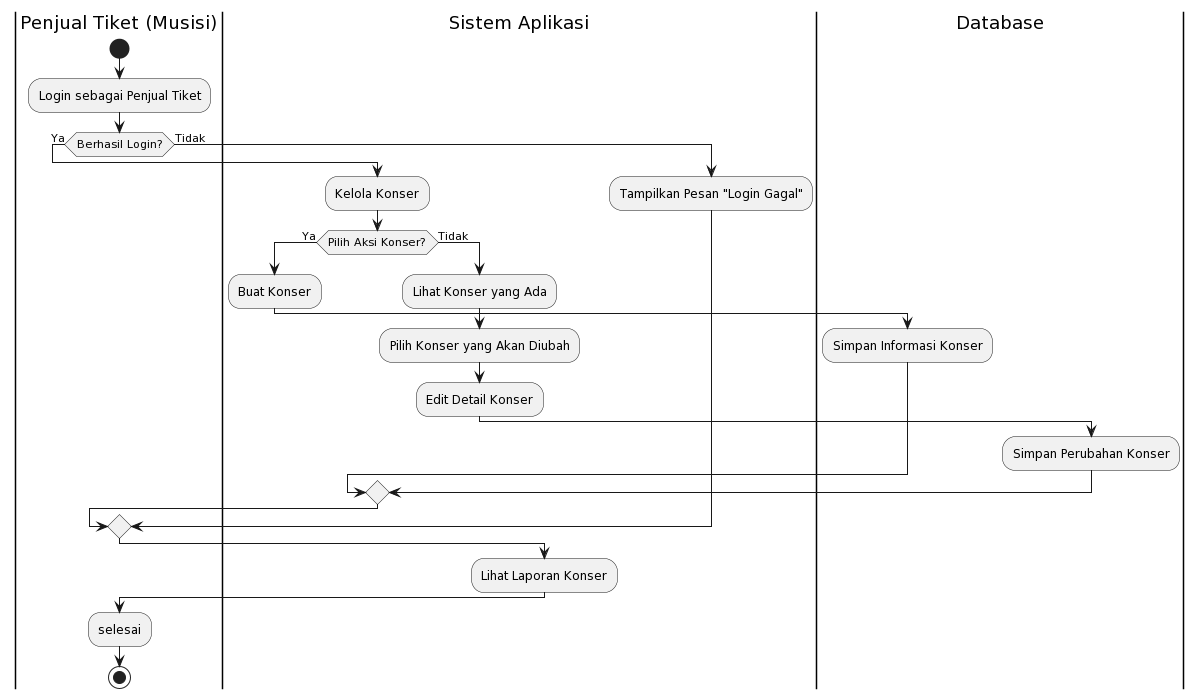 Penjual Tiket (Musisi)
Sistem Aplikasi
Database
Login sebagai Penjual Tiket
Ya
Berhasil Login?
Tidak
Kelola Konser
Tampilkan Pesan "Login Gagal"
Ya
Pilih Aksi Konser?
Tidak
Buat Konser
Lihat Konser yang Ada
Pilih Konser yang Akan Diubah
Simpan Informasi Konser
Edit Detail Konser
Simpan Perubahan Konser
Lihat Laporan Konser
selesai